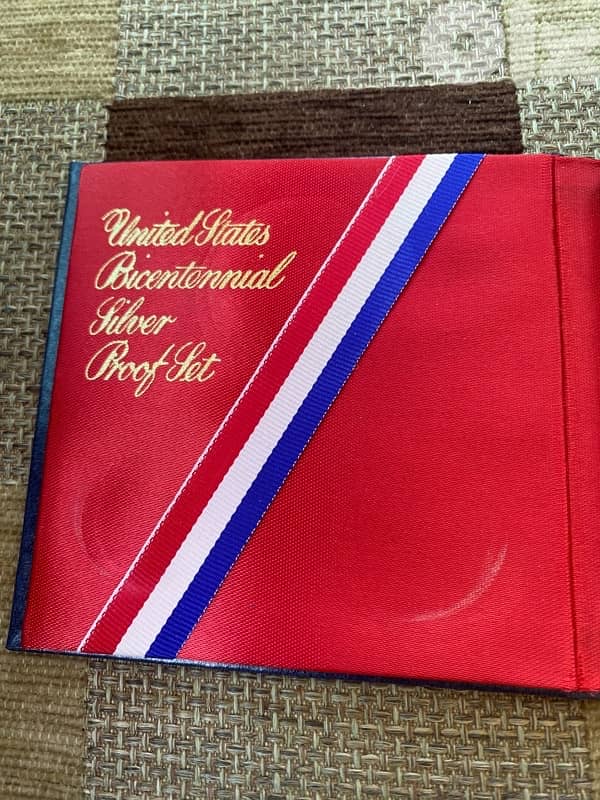 United States
Bicentennial
Silver
Proof Set